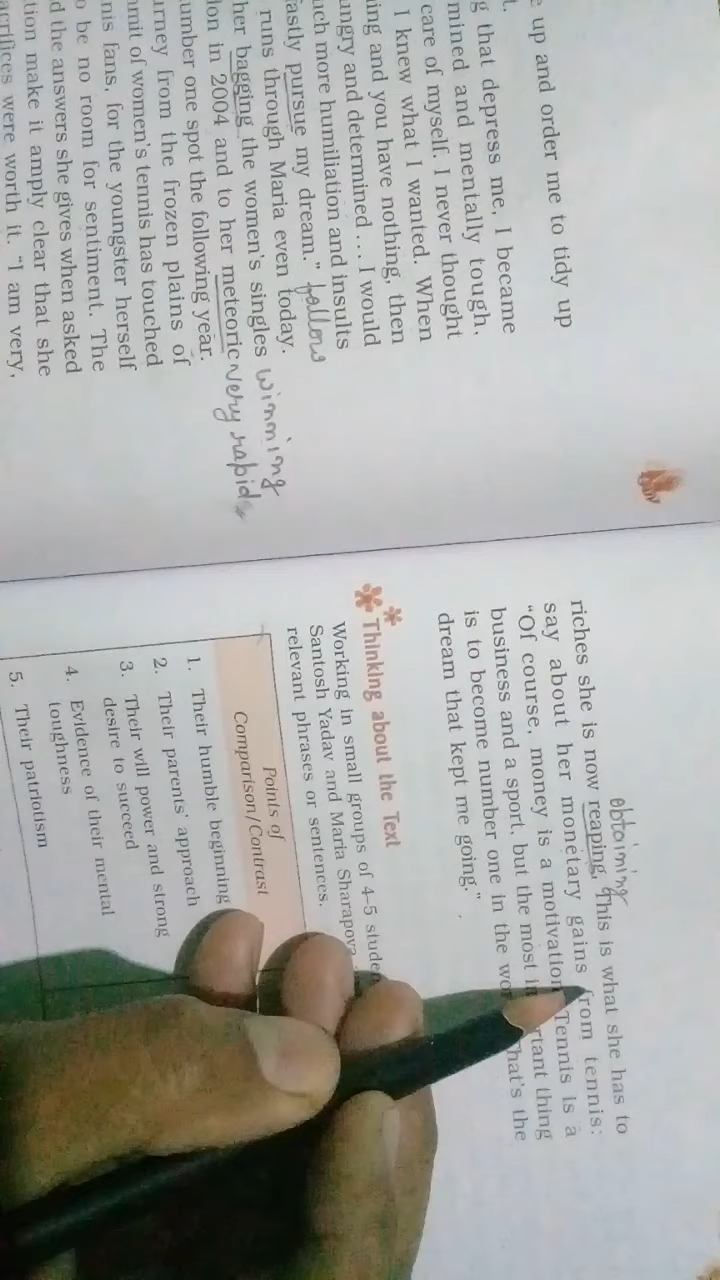 up and order me to tidy up
t.
g that depress me, I became
mined and mentally tough.
care of myself. I never thought
I knew what I wanted. When
ing and you have nothing, then
ungry and determined ... I would
ch more humiliation and insults
astly pursue my dream." follow
runs through Maria even today.
her bagging the women's singles winning
on in 2004 and to her meteoric very rapid
umber one spot the following year.
urney from the frozen plains of
mit of women's tennis has touched
nis fans, for the youngster herself
o be no room for sentiment. The
d the answers she gives when asked
tion make it amply clear that she
acrifices were worth it. "I am very,
obtoining
riches she is now reaping. This is what she has to
say about her monetary gains from tennis:
"Of course, money is a motivation Tennis is a
business and a sport, but the most i rtant thing
is to become number one in the wo hat's the
dream that kept me going."
Thinking about the Text
Working in small groups of 4-5 stude
Santosh Yadav and Maria Sharapova
relevant phrases or sentences.
Points of
Comparison/Contrast
1. Their humble beginning
2. Their parents' approach
3. Their will power and strong
desire to succeed
4. Evidence of their mental
toughness
5. Their patriotism